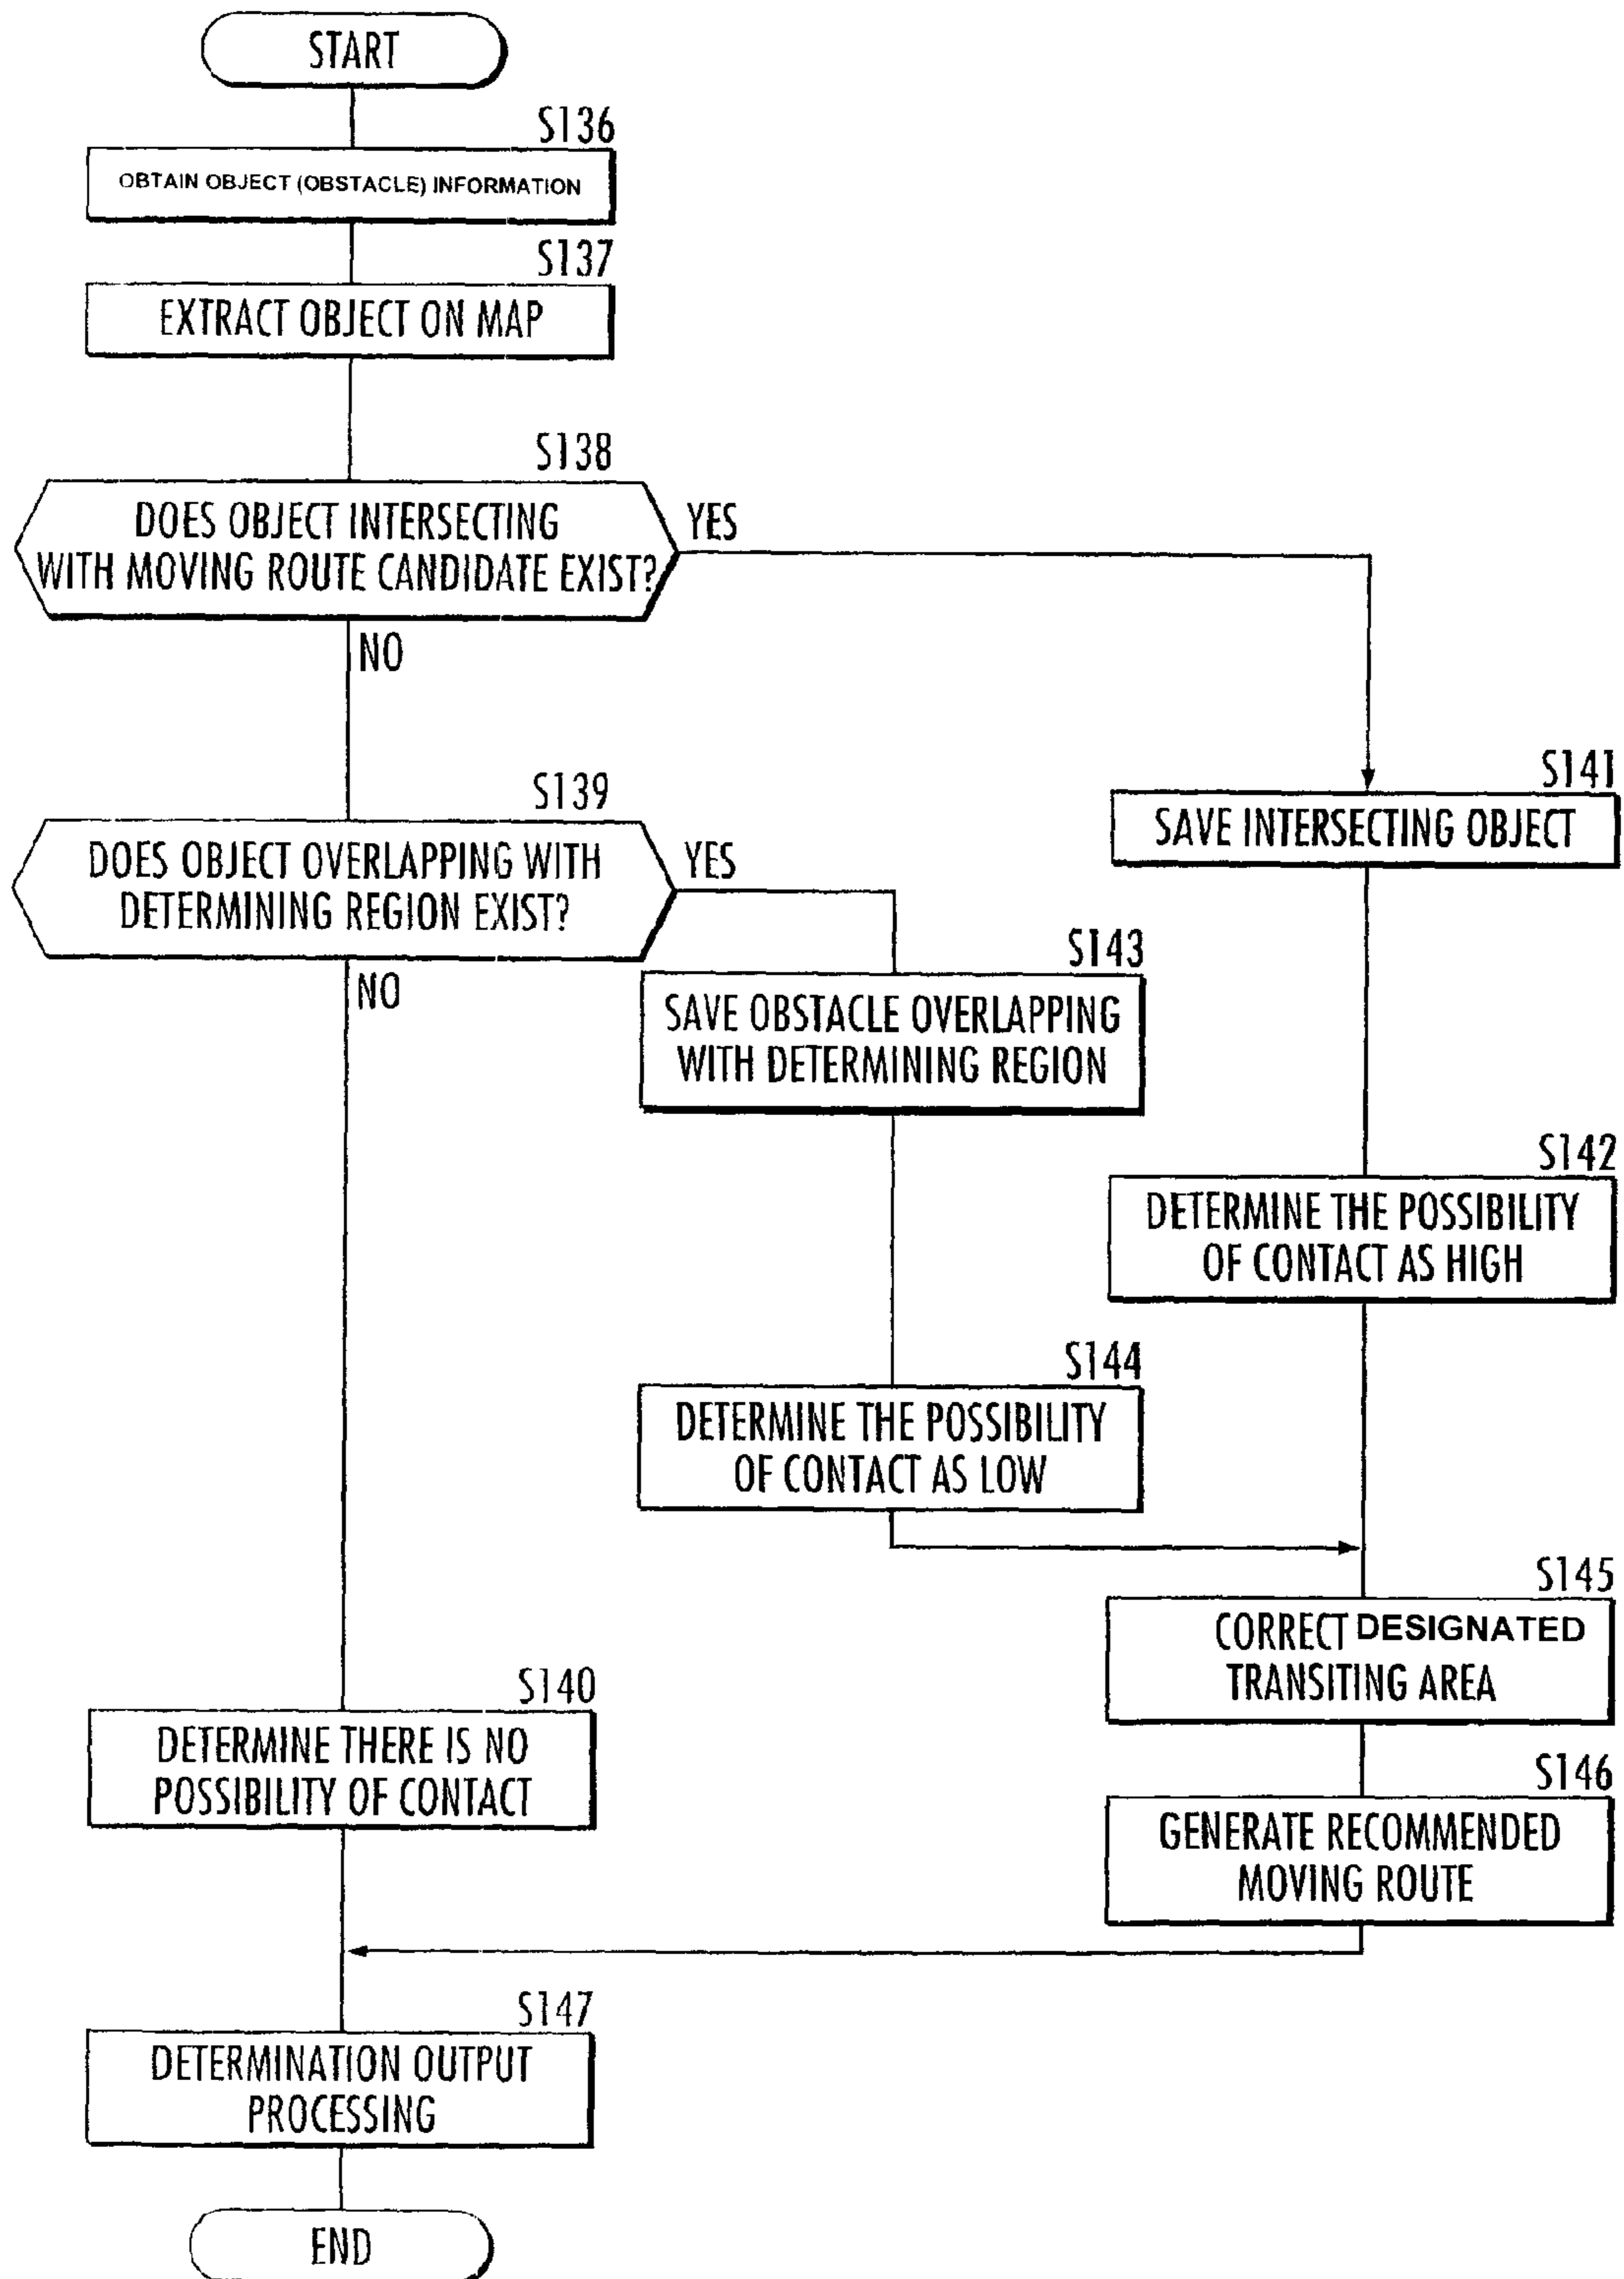 START
S136
OBTAIN OBJECT (OBSTACLE) INFORMATION
S137
EXTRACT OBJECT ON MAP
S138
DOES OBJECT INTERSECTING
WITH MOVING ROUTE CANDIDATE EXIST?
YES
NO
S139
DOES OBJECT OVERLAPPING WITH
DETERMINING REGION EXIST?
YES
NO
S141
SAVE INTERSECTING OBJECT
S143
SAVE OBSTACLE OVERLAPPING
WITH DETERMINING REGION
S142
DETERMINE THE POSSIBILITY
OF CONTACT AS HIGH
S144
DETERMINE THE POSSIBILITY
OF CONTACT AS LOW
S145
CORRECT DESIGNATED
TRANSITING AREA
S140
DETERMINE THERE IS NO
POSSIBILITY OF CONTACT
S146
GENERATE RECOMMENDED
MOVING ROUTE
S147
DETERMINATION OUTPUT
PROCESSING
END